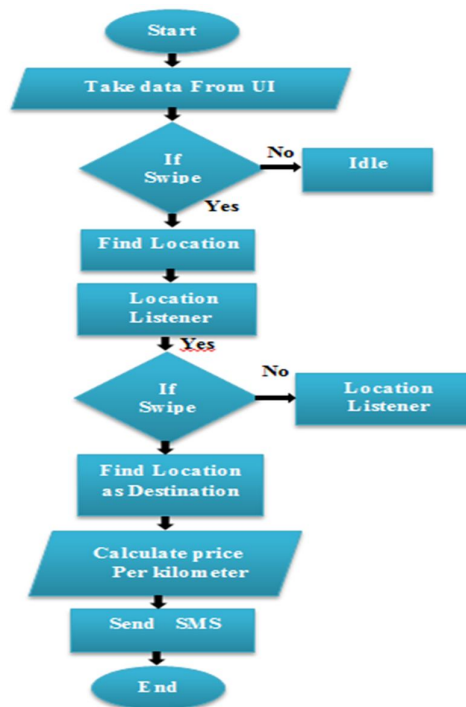 Start
Take data From UI
If
Swipe
No
Idle
Yes
Find Location
Location
Listener
Yes
If
Swipe
No
Location
Listener
Find Location
as Destination
Calculate price
Per kilometer
Send SMS
End